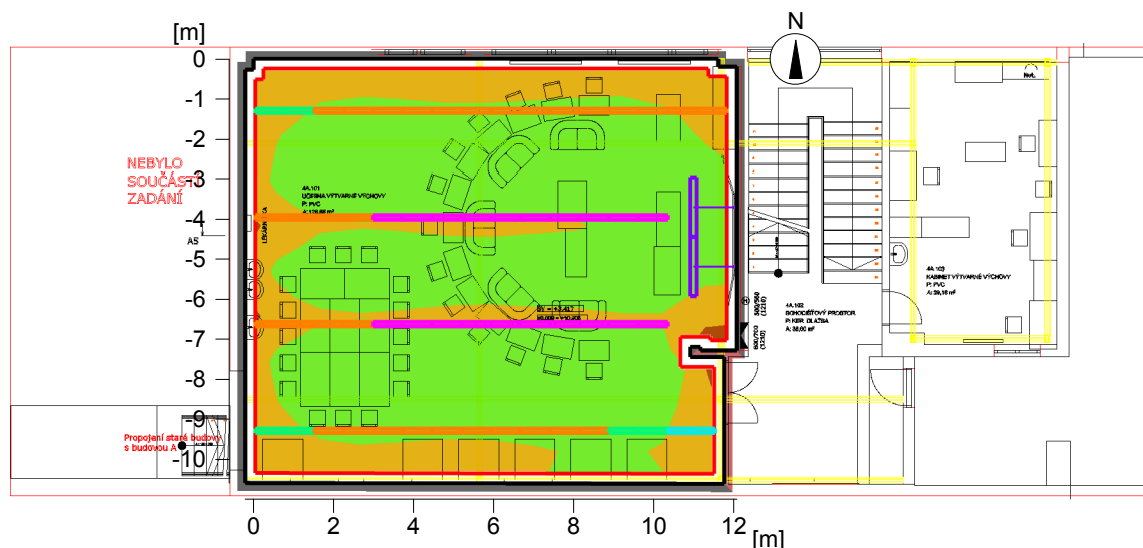 [m]
N
0
-1
-2
-3
-4
-5
-6
-7
-8
-9
-10
NEBYLO
SOUČÁSTÍ
ZADÁNÍ
4A.101
UČEBNA VÝTVARNÉ VÝCHOVY
P: PVC
4A.102
P: KER. DLAŽBA
A: 38,60 m²
4A.103
KABINET VÝTVARNÉ VÝCHOVY
P: PVC
A: 29,16 m²
Propojení staré budovy
s budovou A
0 2 4 6 8 10 12
[m]